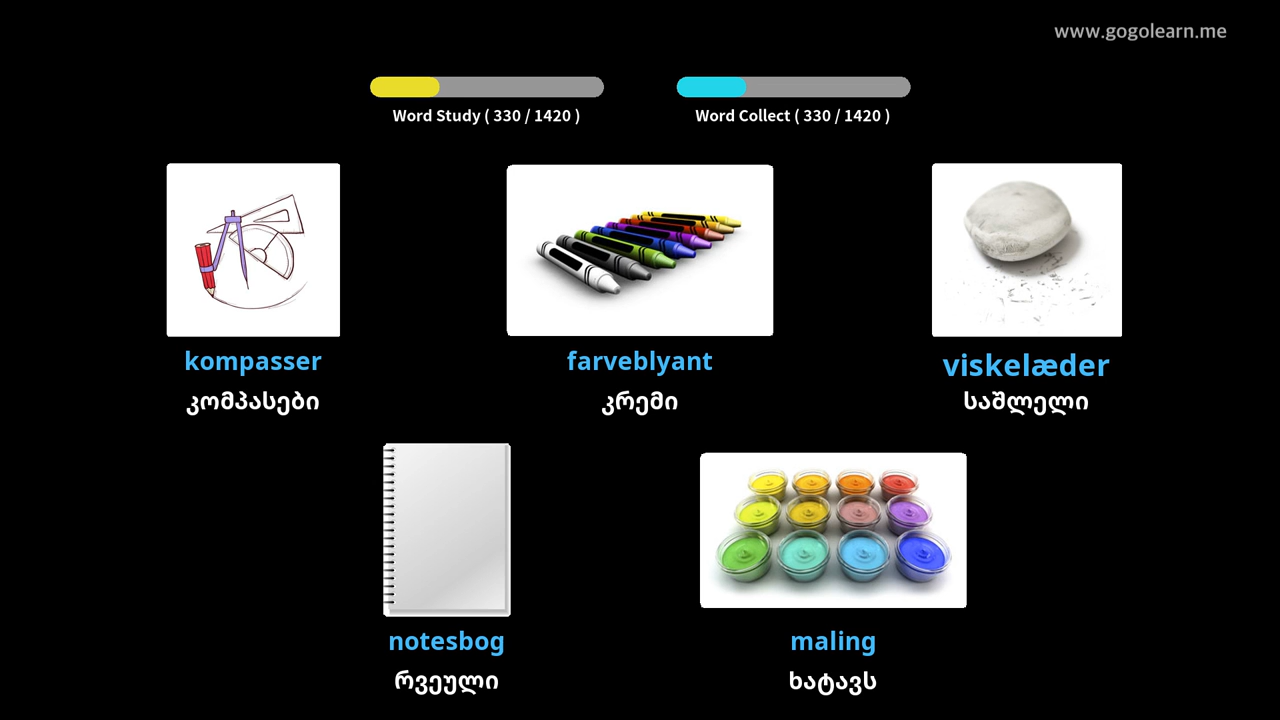 www.gogolearn.me
Word Study ( 330 / 1420 )
Word Collect ( 330 / 1420 )
kompasser
კომპასები
farveblyant
კრემი
viskelæder
საშლელი
notesbog
რვეული
maling
ხატავს